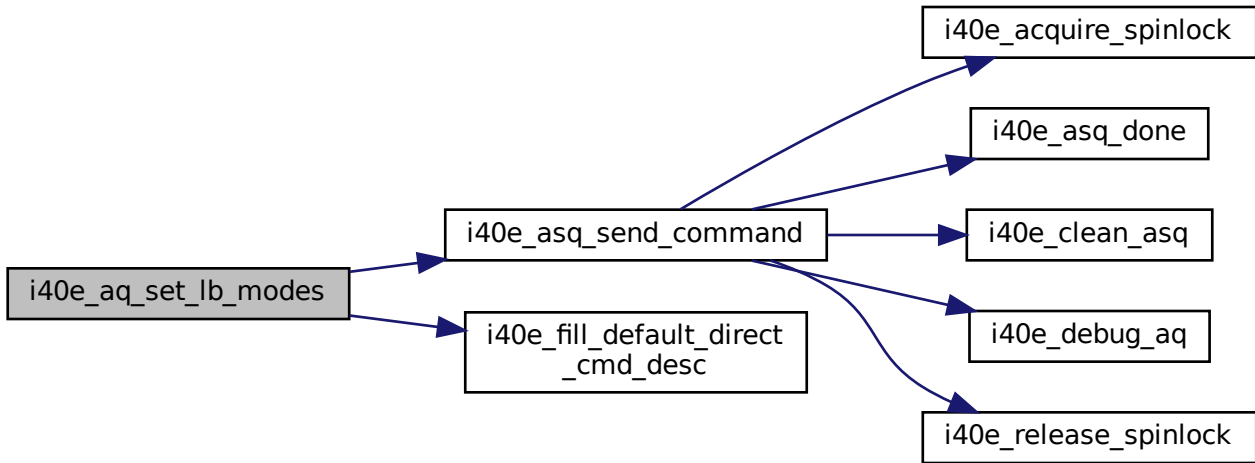 i40e_acquire_spinlock
i40e_asq_done
i40e_asq_send_command
i40e_clean_asq
i40e_aq_set_lb_modes
i40e_fill_default_direct
_cmd_desc
i40e_debug_aq
i40e_release_spinlock